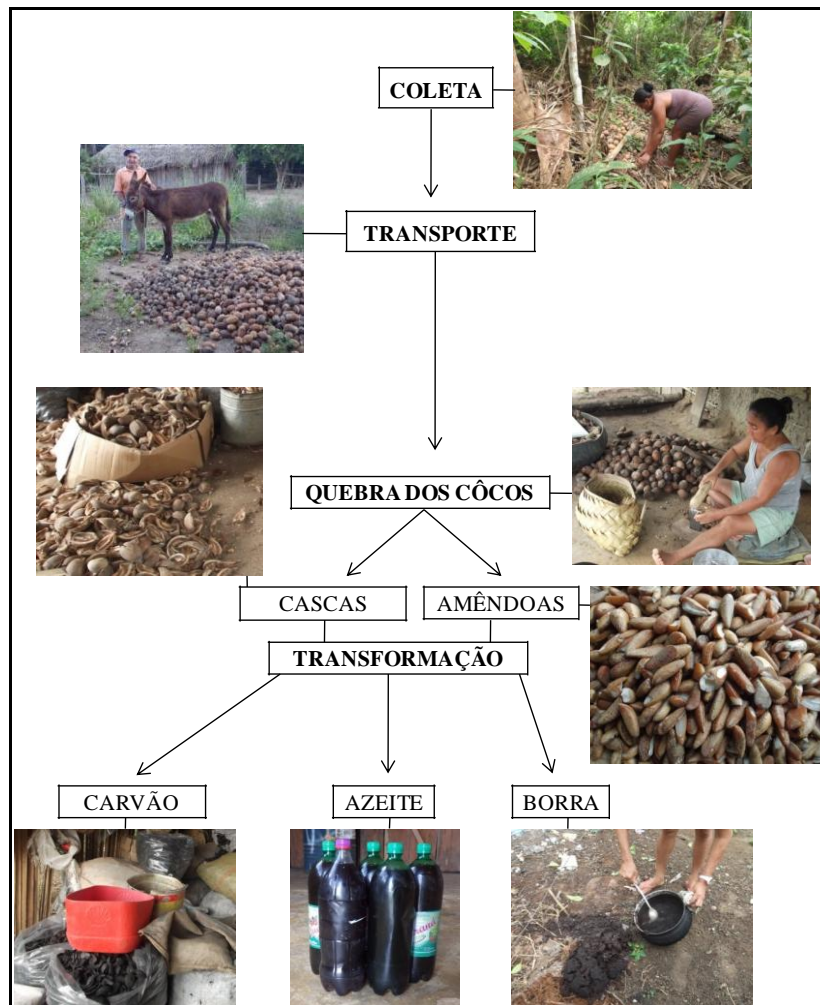 COLETA
TRANSPORTE
QUEBRA DOS CÔCOS
CASCAS
AMÊNDOAS
TRANSFORMAÇÃO
CARVÃO
AZEITE
BORRA